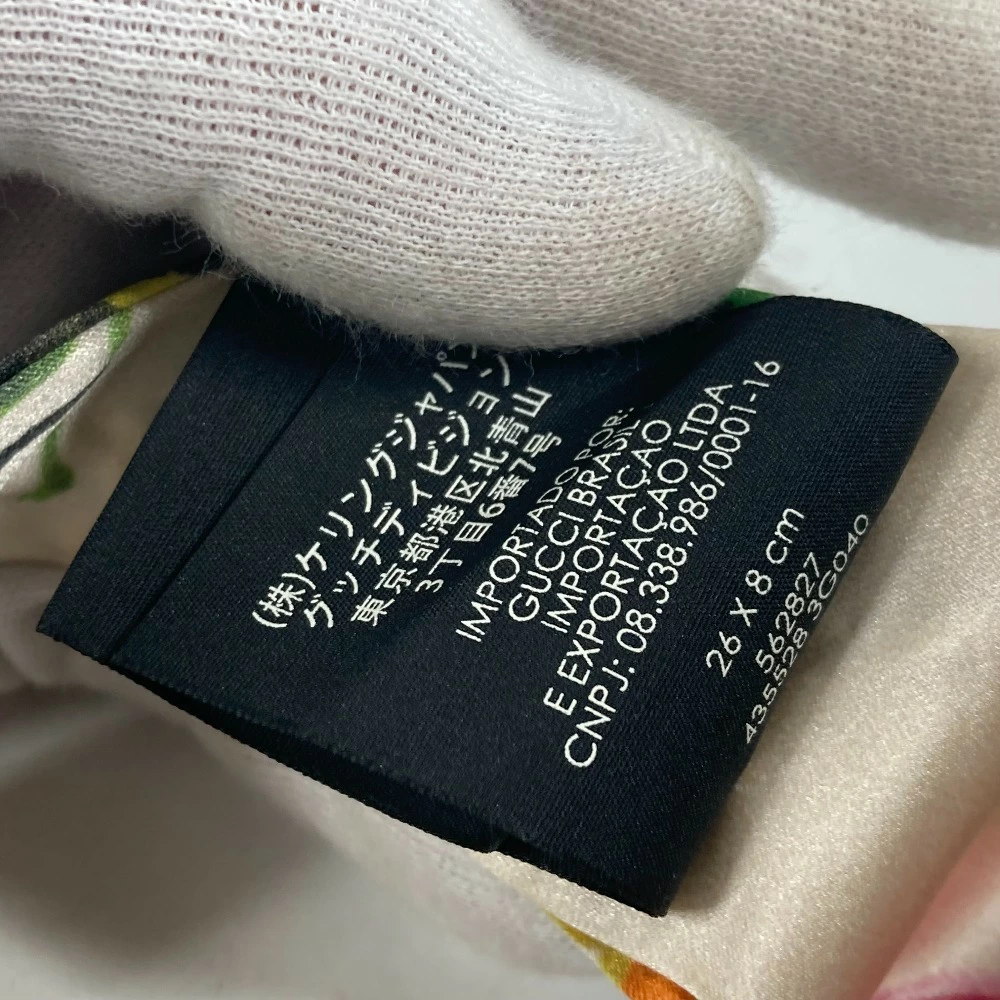 (株)ケリングジャパン
グッチディビジョン
東京都港区北青山
3丁目6番7号
IMPORTADO POR:
GUCCI BRASIL
IMPORTAÇAO
E EXPORTAÇAO LTDA
CNPJ: 08.338.986/0001-16
26 X 8 cm
562827
435528 3G040